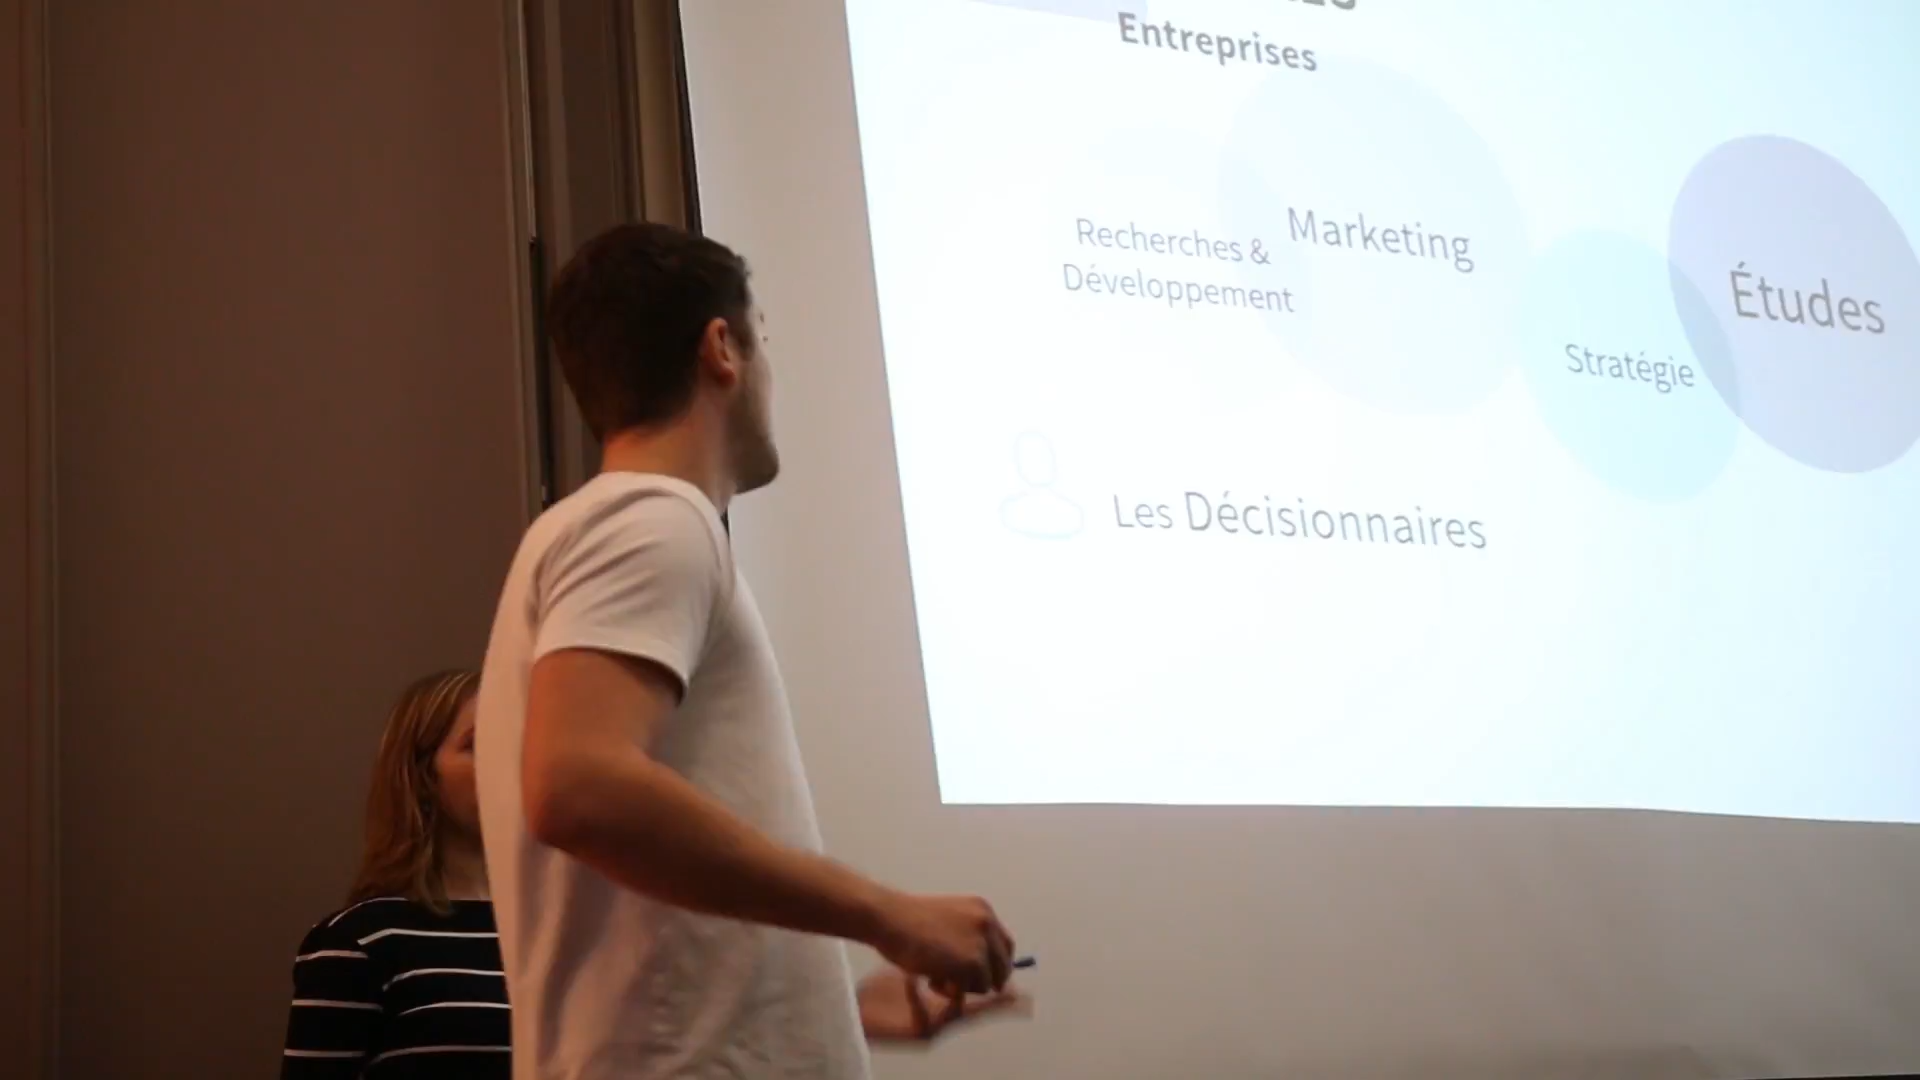 Entreprises
Recherches &
Développement
Marketing
Stratégie
Études
Les Décisionnaires